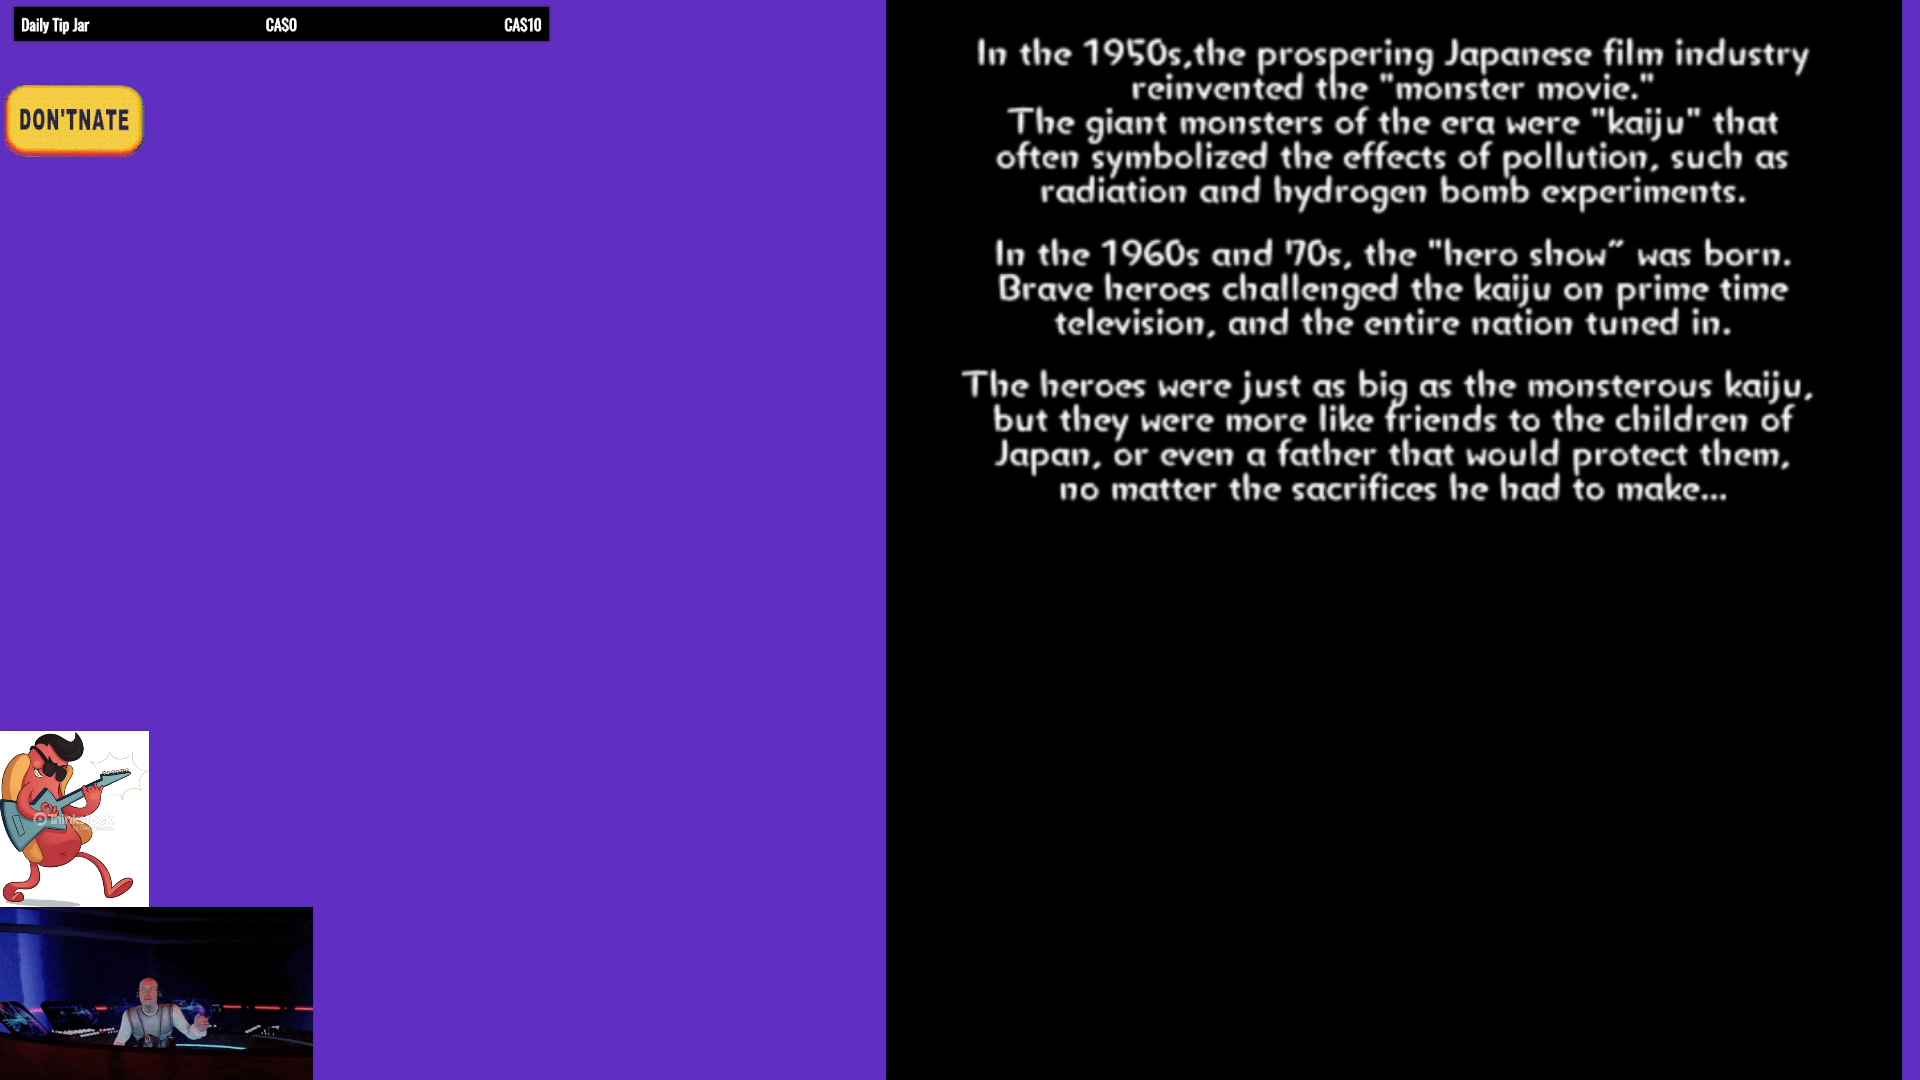 Daily Tip Jar CA$0 CA$10
DON'TNATE
In the 1950s,the prospering Japanese film industry
reinvented the "monster movie."
The giant monsters of the era were "kaiju" that
often symbolized the effects of pollution, such as
radiation and hydrogen bomb experiments.
In the 1960s and '70s, the "hero show" was born.
Brave heroes challenged the kaiju on prime time
television, and the entire nation tuned in.
The heroes were just as big as the monsterous kaiju,
but they were more like friends to the children of
Japan, or even a father that would protect them,
no matter the sacrifices he had to make...
Thinkstock